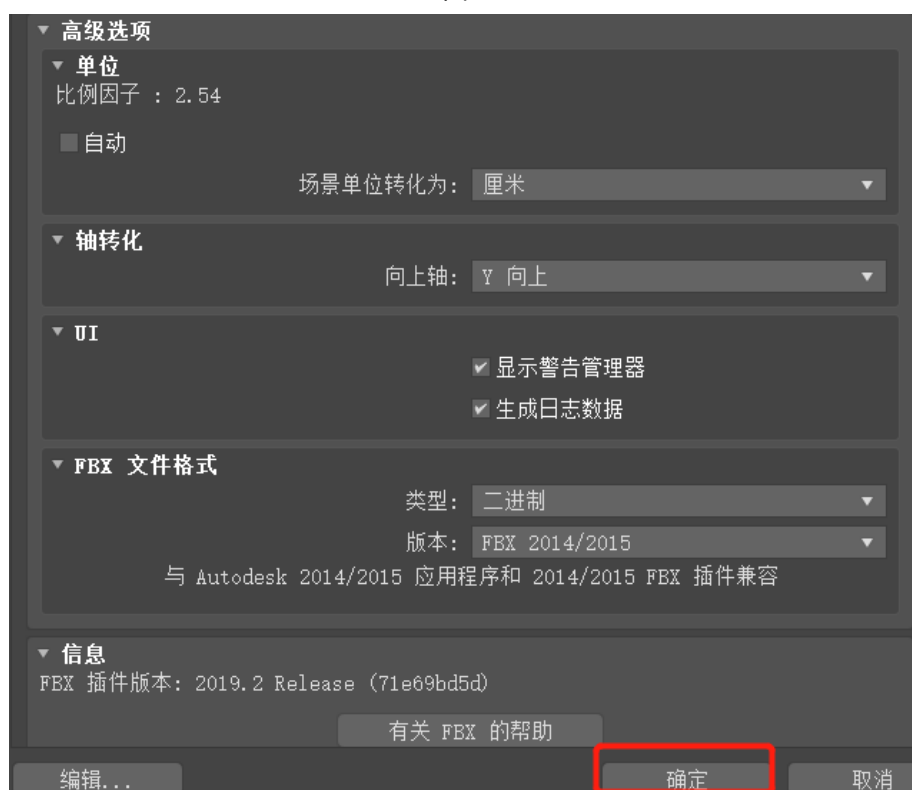 高级选项
单位
比例因子 : 2.54
自动
场景单位转化为: 厘米
轴转化
向上轴: Y 向上
UI
显示警告管理器
生成日志数据
FBX 文件格式
类型: 二进制
版本: FBX 2014/2015
与 Autodesk 2014/2015 应用程序和 2014/2015 FBX 插件兼容
信息
FBX 插件版本: 2019.2 Release (71e69bd5d)
有关 FBX 的帮助
编辑... 确定 取消